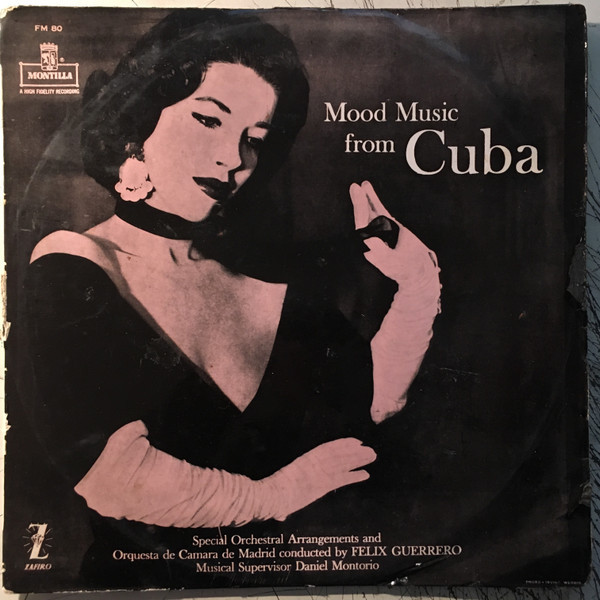 FM 80
MONTILLA
A HIGH FIDELITY RECORDING
Mood Music
from Cuba
Special Orchestral Arrangements and
Orquesta de Camara de Madrid conducted by FELIX GUERRERO
Musical Supervisor Daniel Montorio
Z
ZAFIRO